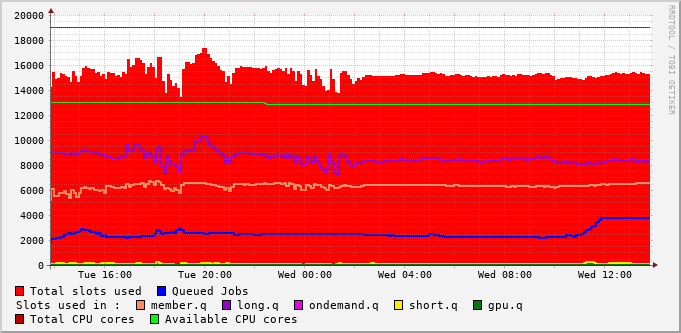 20000
18000
16000
14000
12000
10000
8000
6000
4000
2000
0
Tue 16:00 Tue 20:00 Wed 00:00 Wed 04:00 Wed 08:00 Wed 12:00
RRDTOOL / TOBI OETIKER
Total slots used Queued Jobs
Slots used in : member.q long.q ondemand.q short.q gpu.q
Total CPU cores Available CPU cores